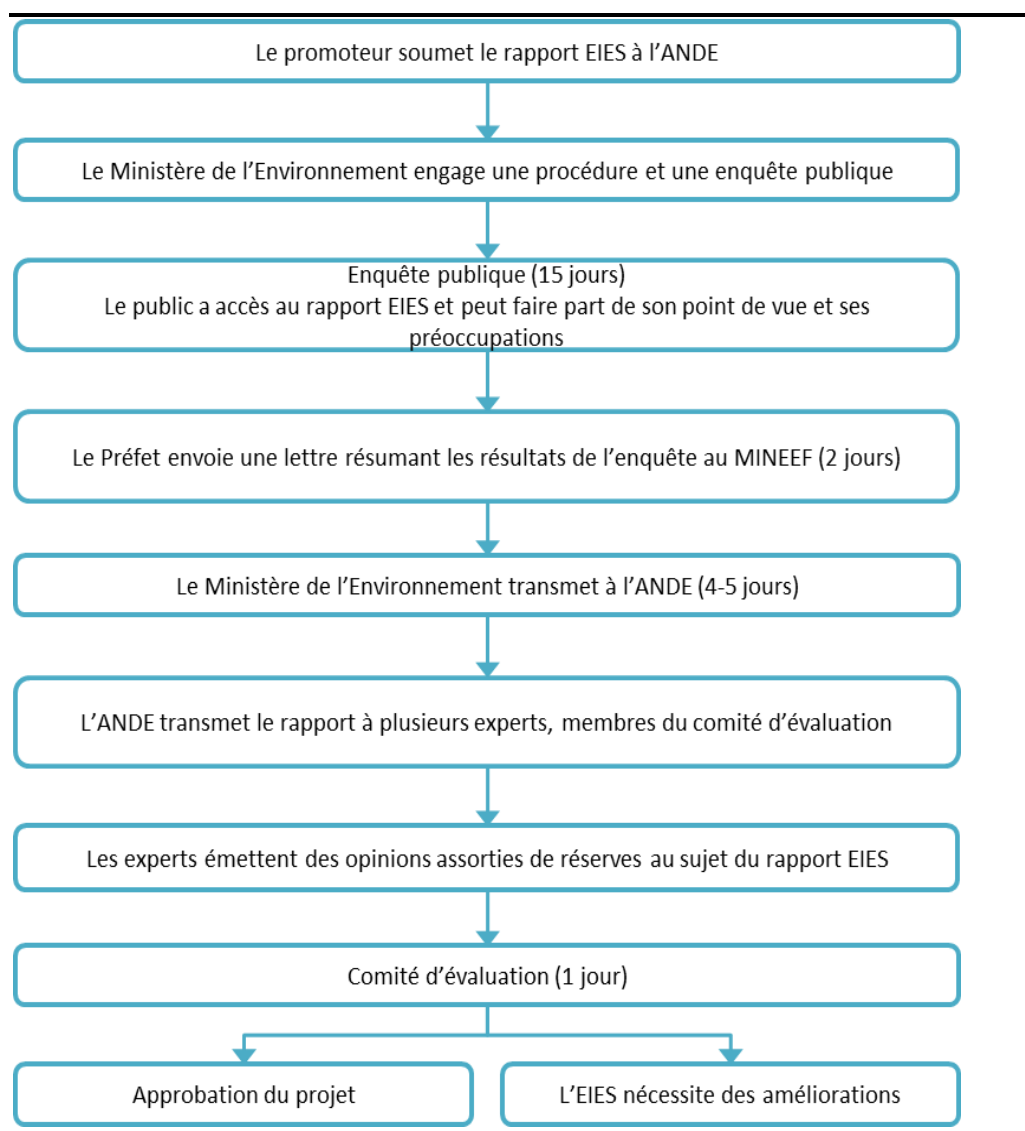 Le promoteur soumet le rapport EIES à l’ANDE
Le Ministère de l’Environnement engage une procédure et une enquête publique
Enquête publique (15 jours)
Le public a accès au rapport EIES et peut faire part de son point de vue et ses
préoccupations
Le Préfet envoie une lettre résumant les résultats de l’enquête au MINEEF (2 jours)
Le Ministère de l’Environnement transmet à l’ANDE (4-5 jours)
L’ANDE transmet le rapport à plusieurs experts, membres du comité d’évaluation
Les experts émettent des opinions assorties de réserves au sujet du rapport EIES
Comité d’évaluation (1 jour)
Approbation du projet
L’EIES nécessite des améliorations